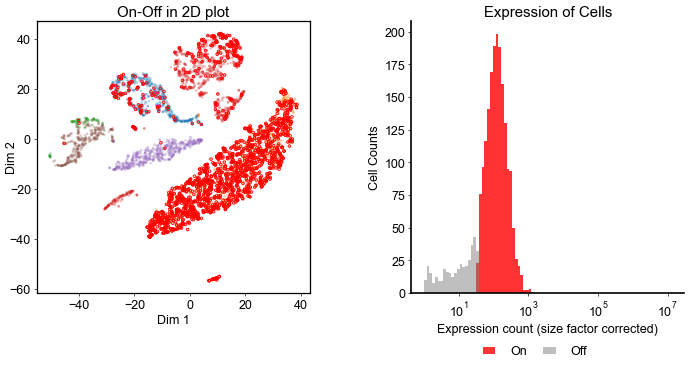 On-Off in 2D plot
Dim 2
40
20
0
−20
−40
−60
−40 −20 0 20 40
Dim 1
Expression of Cells
Cell Counts
200
175
150
125
100
75
50
25
0
10^1 10^3 10^5 10^7
Expression count (size factor corrected)
On Off